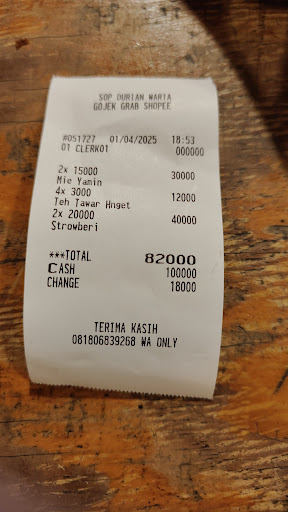 SOP DURIAN WARTA
GOJEK GRAB SHOPEE
#051727 01/04/2025 18:53
01 CLERK01 000000
2x 15000
Mie Yamin 30000
4x 3000
Teh Tawar Hnget 12000
2x 20000
Strowberi 40000
***TOTAL 82000
CASH 100000
CHANGE 18000
TERIMA KASIH
081806839268 WA ONLY